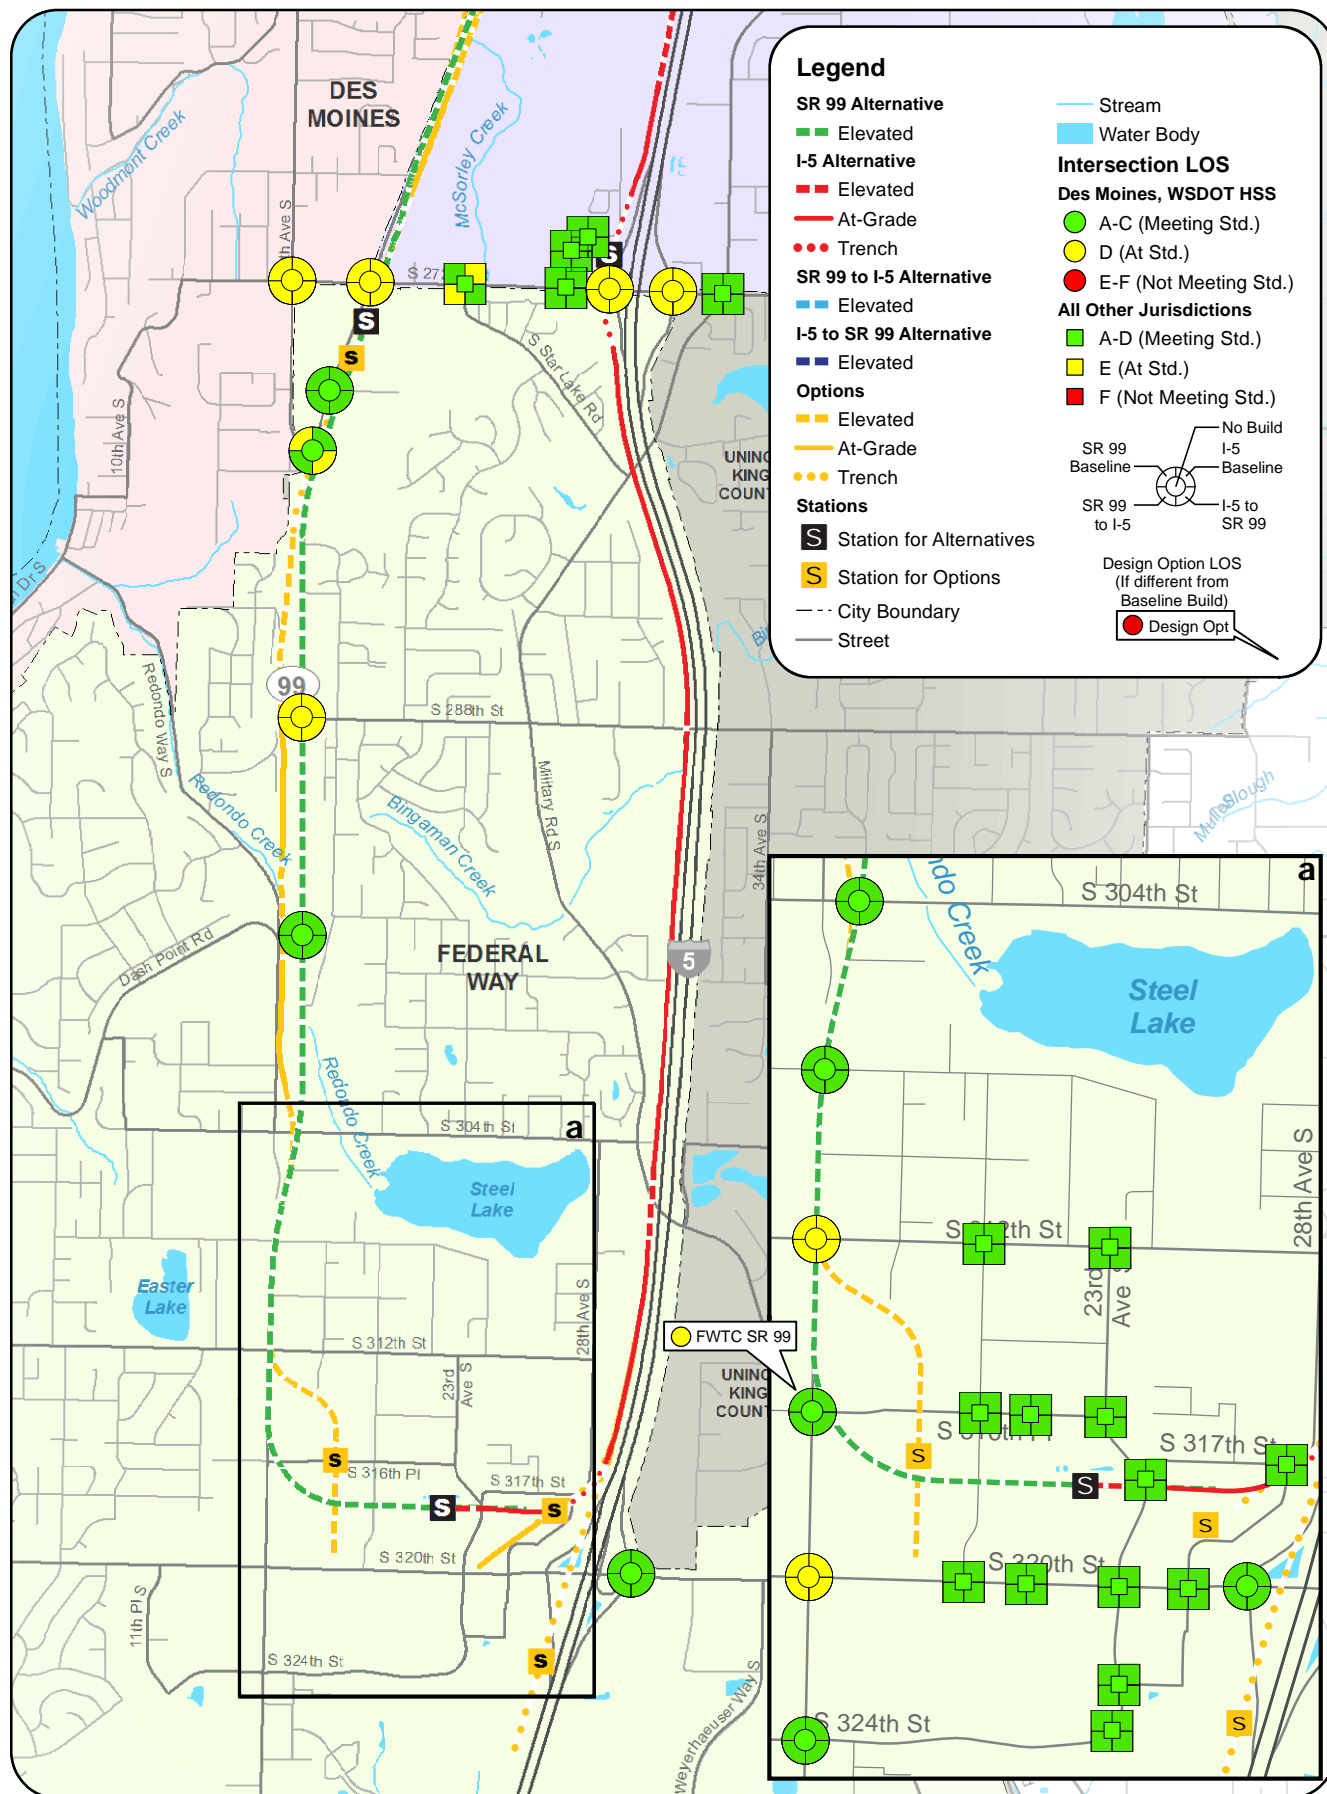 DES
MOINES
Woodmont Creek
McSorley Creek
S
S
s
S Star Lake Rd
10th Ave S
Dr S
Redondo Way S
99
S 288th St
Redondo Creek
Bingaman Creek
Military Rd S
34th Ave S
Dash Point Rd
FEDERAL
WAY
5
Redondo Creek
S 304th St
a
Steel
Lake
Easter
Lake
28th Ave S
S 312th St
23rd
Ave S
FWTC SR 99
s
S 316th Pl
S 317th St
S
s
S 320th St
11th Pl S
S 324th St
s
Weyerhaeuser Way S
Legend
SR 99 Alternative
Elevated
I-5 Alternative
Elevated
At-Grade
Trench
SR 99 to I-5 Alternative
Elevated
I-5 to SR 99 Alternative
Elevated
Options
Elevated
At-Grade
Trench
Stations
S Station for Alternatives
S Station for Options
City Boundary
Street
Stream
Water Body
Intersection LOS
Des Moines, WSDOT HSS
A-C (Meeting Std.)
D (At Std.)
E-F (Not Meeting Std.)
All Other Jurisdictions
A-D (Meeting Std.)
E (At Std.)
F (Not Meeting Std.)
No Build
SR 99
Baseline
I-5
Baseline
SR 99
to I-5
I-5 to
SR 99
Design Option LOS
(If different from
Baseline Build)
Design Opt
a
S 304th St
Creek
Steel
Lake
28th Ave S
23rd
Ave
S 317th St
S
S
S
S 320th St
S
S 324th St